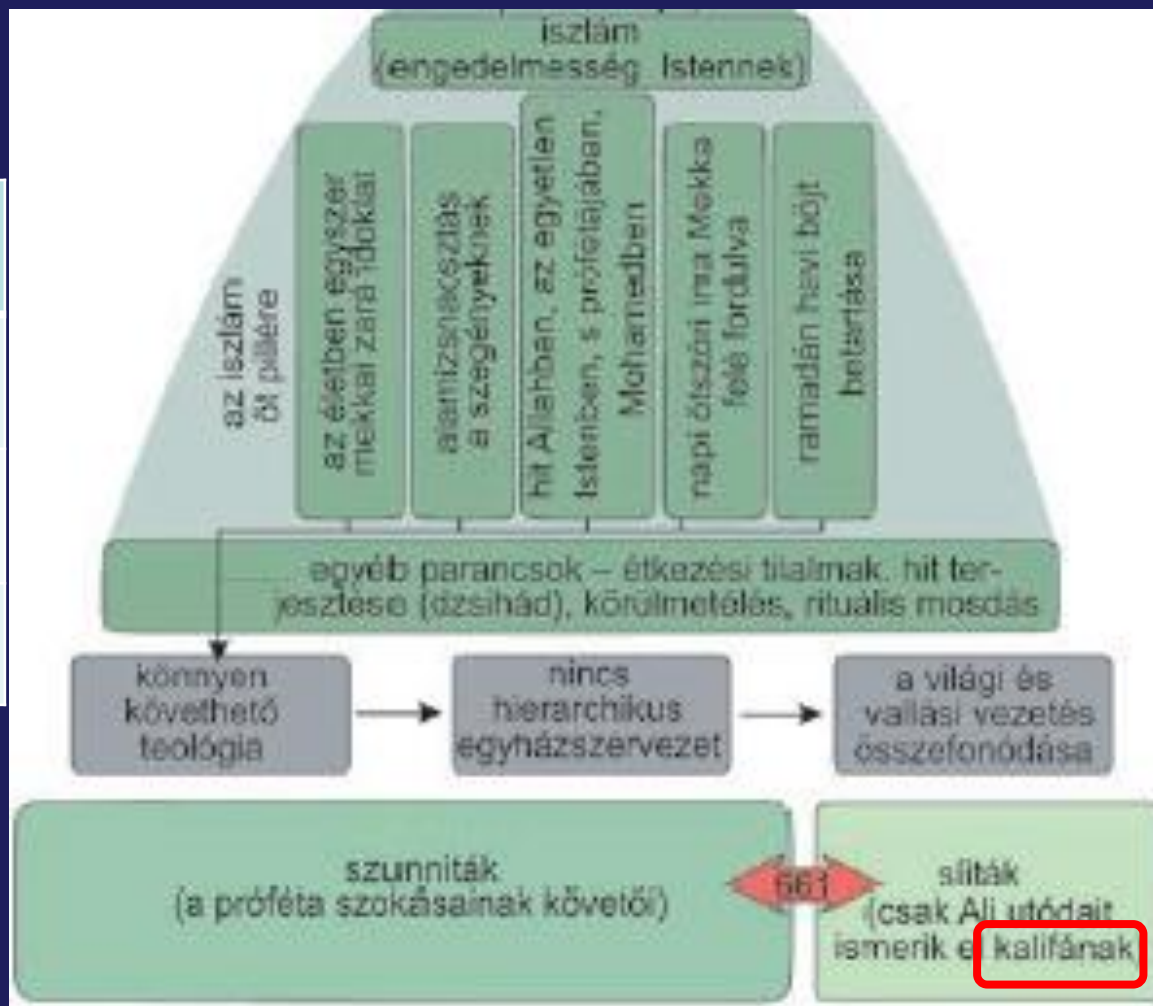 iszlám
(engedelmesség Istennek)
az iszlám
öt pillére
az életben egyszer
mekkai zarándoklat
alamizsnaosztás
a szegényeknek
hit Allahban, az egyetlen
Istenben, s prófétájában,
Mohamedben
napi ötszöri ima Mekka
felé fordulva
ramadán havi böjt
betartása
egyéb parancsok – étkezési tilalmak, hit ter-
jesztése (dzsihád), körülmetélés, rituális mosdás
könnyen
követhető
teológia
nincs
hierarchikus
egyházszervezet
a világi és
vallási vezetés
összefonódása
szunniták
(a próféta szokásainak követői)
661
síiták
(csak Ali utódait
ismerik el kalifának)